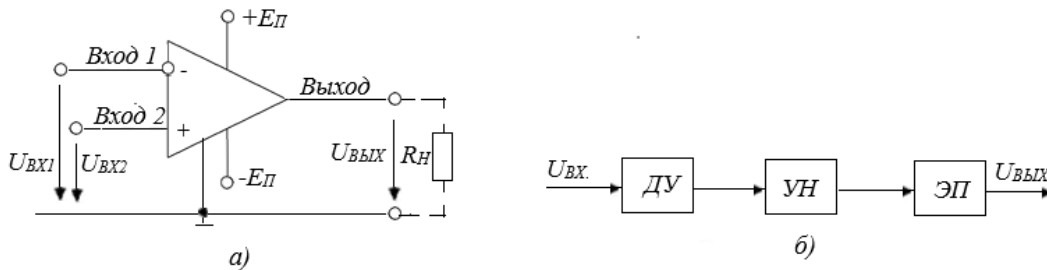 +EП
Вход 1
-
Вход 2
+
Выход
UВХ1
UВХ2
-EП
UВЫХ
RН
а)
UВХ.
ДУ
УН
ЭП
UВЫХ
б)